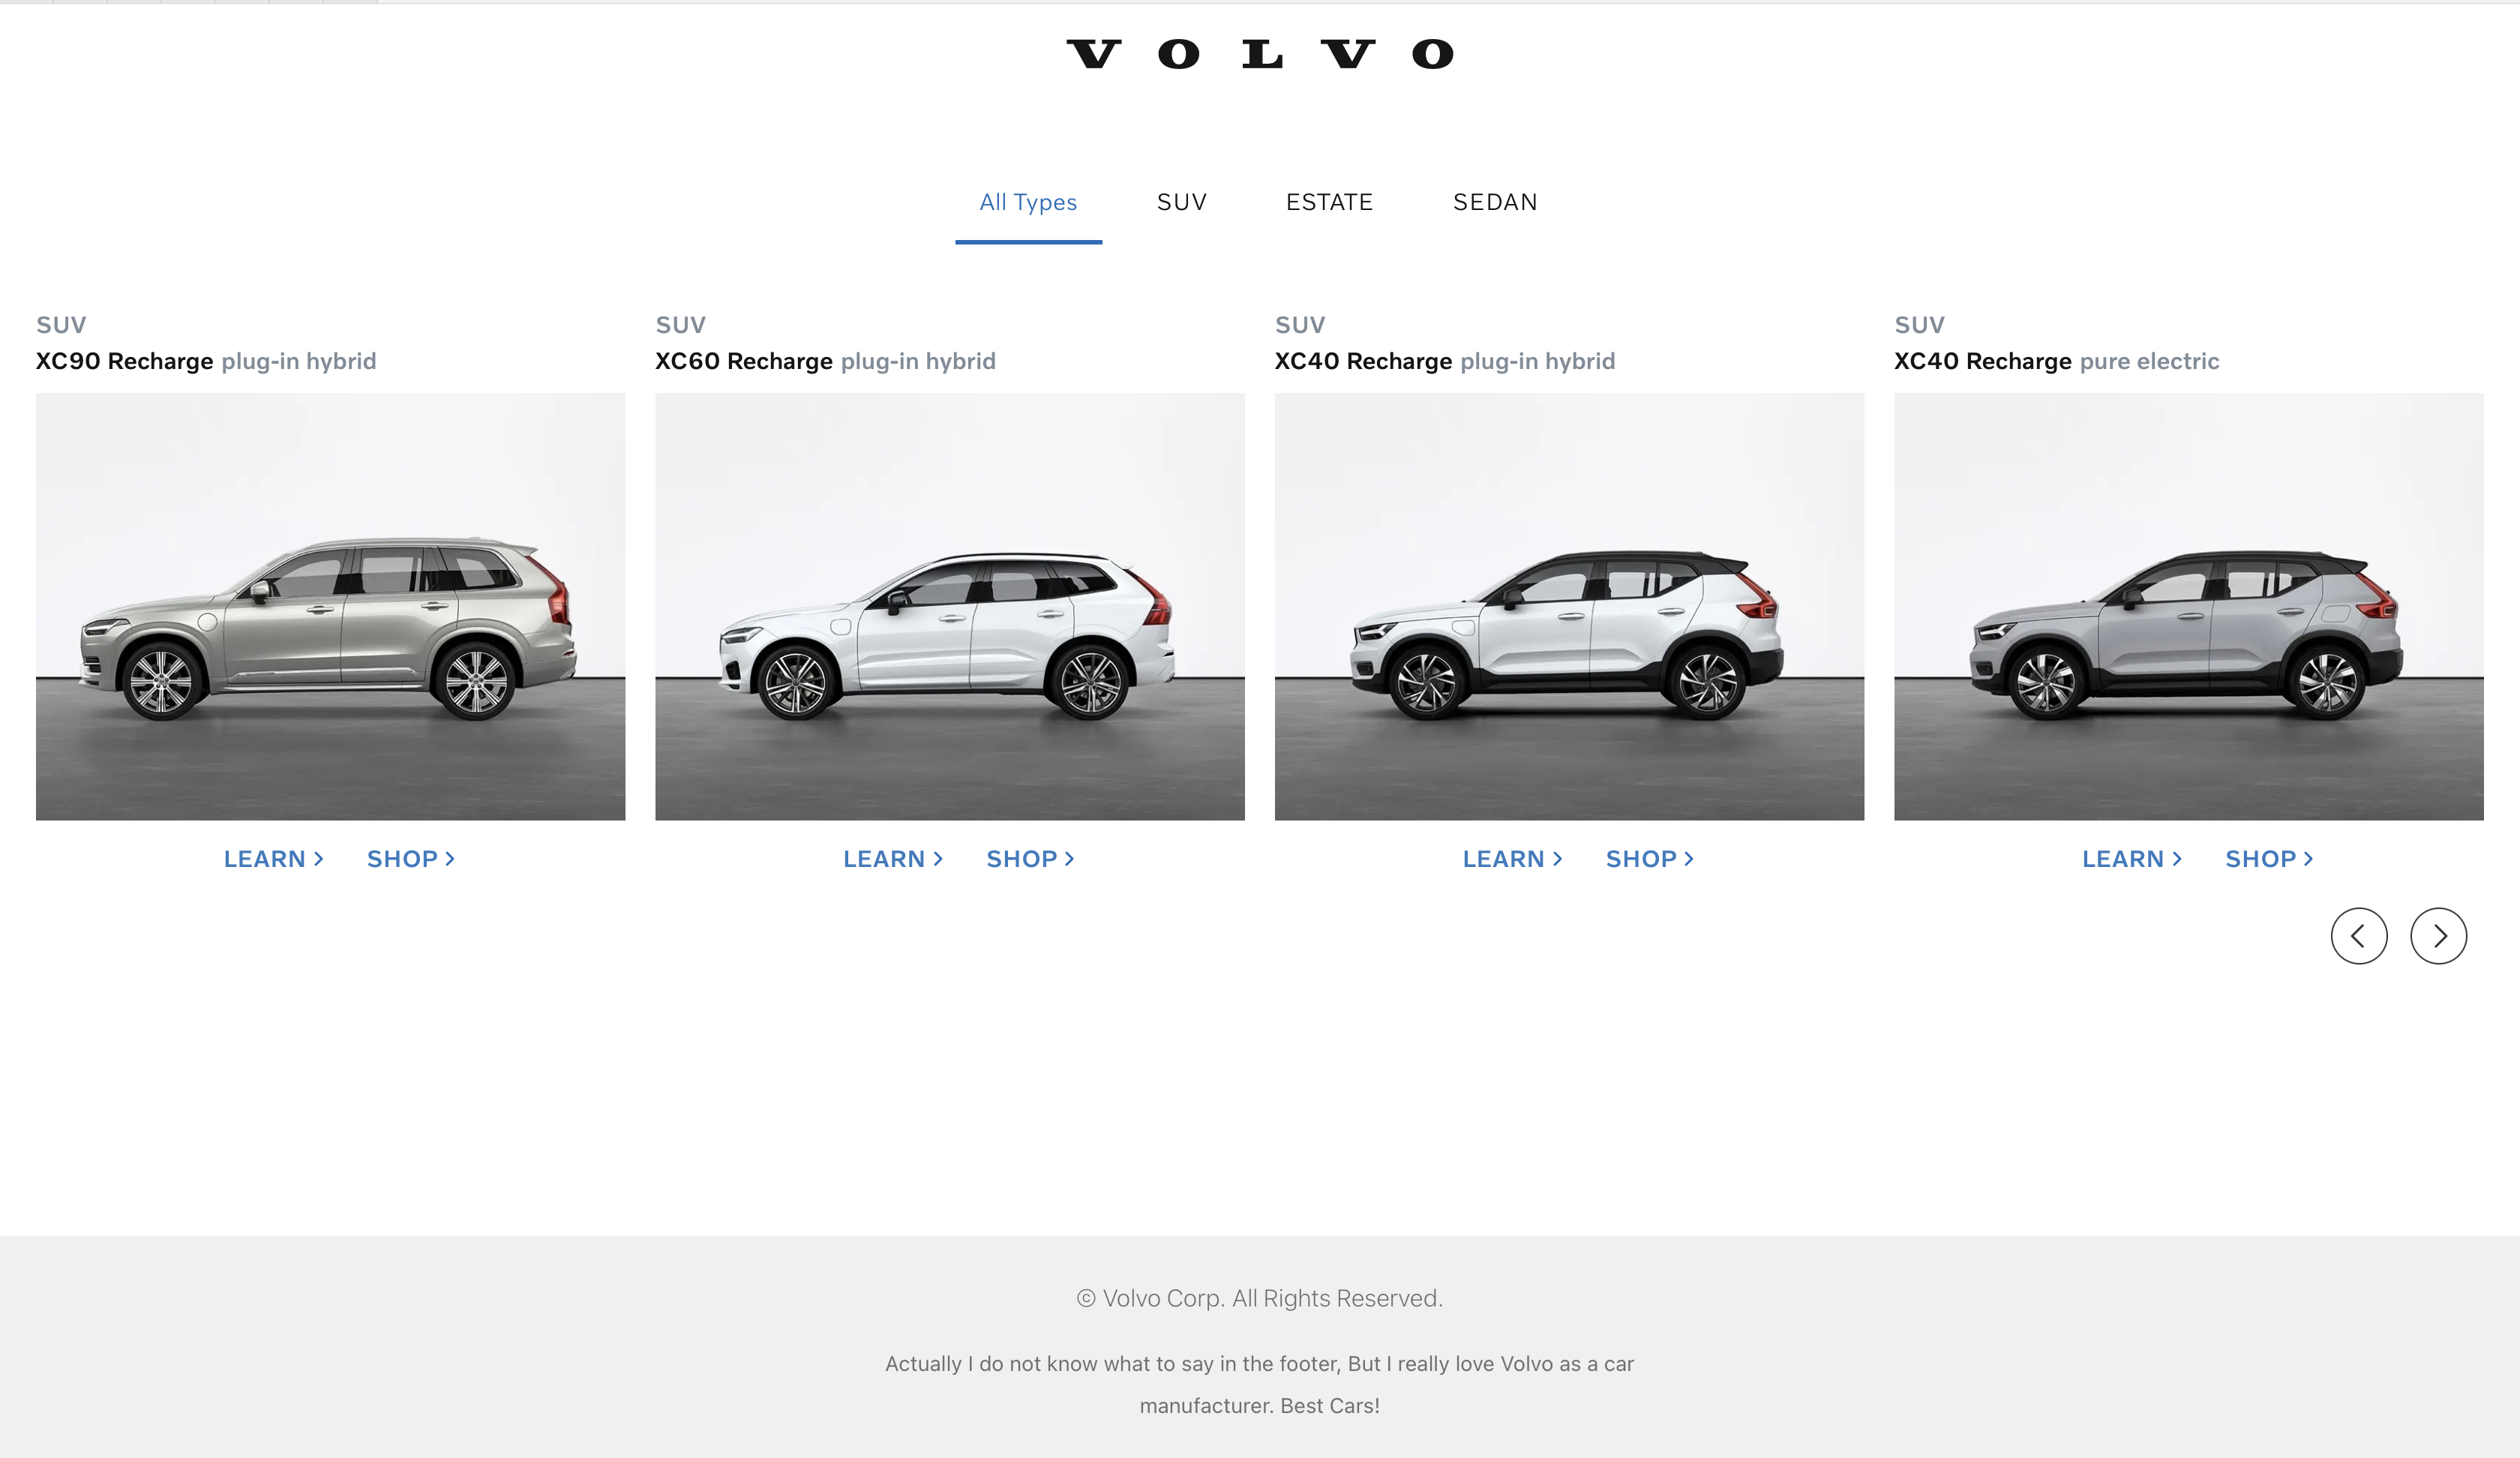 VOLVO
All Types SUV ESTATE SEDAN
SUV
XC90 Recharge plug-in hybrid
LEARN SHOP
SUV
XC60 Recharge plug-in hybrid
LEARN SHOP
SUV
XC40 Recharge plug-in hybrid
LEARN SHOP
SUV
XC40 Recharge pure electric
LEARN SHOP
© Volvo Corp. All Rights Reserved.
Actually I do not know what to say in the footer, But I really love Volvo as a car
manufacturer. Best Cars!